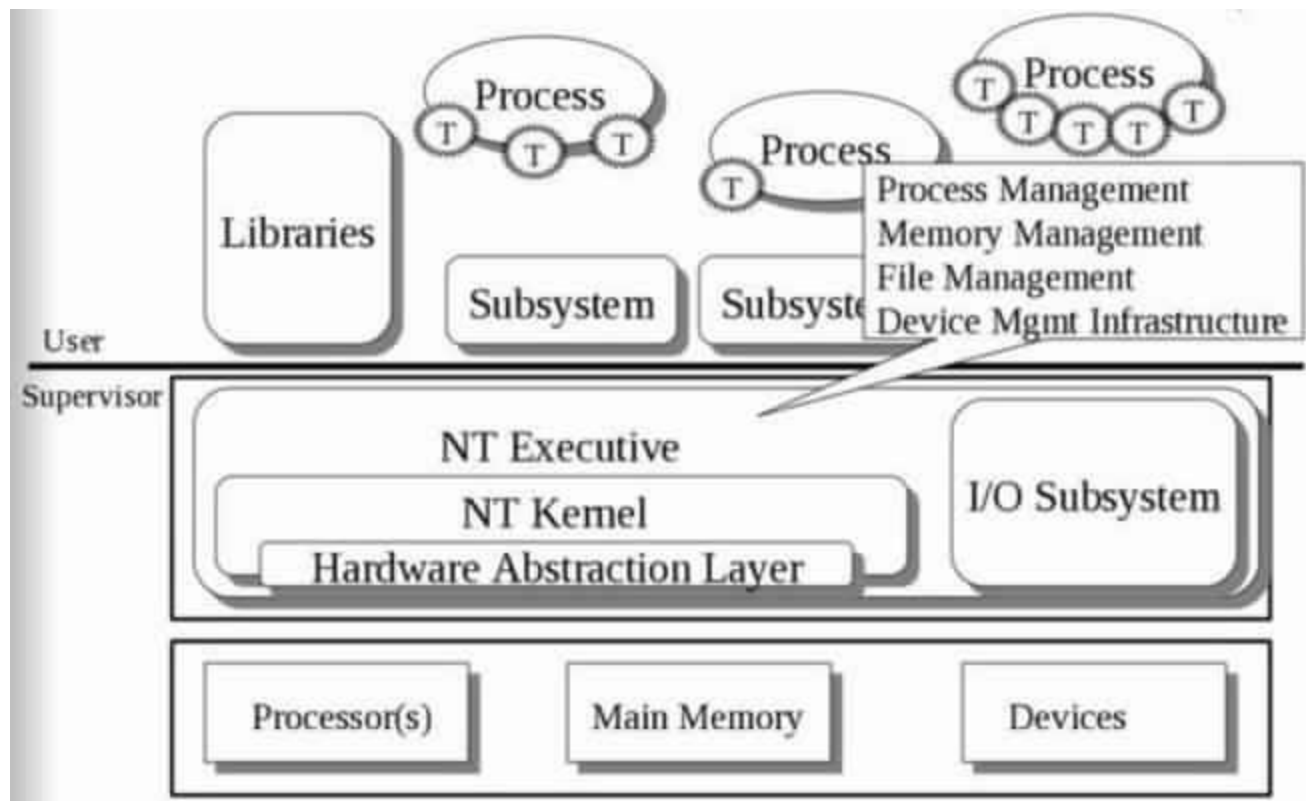 Process
T
T
T
Process
T
Process
T
T
T
T
T
Libraries
Process Management
Memory Management
File Management
Device Mgmt Infrastructure
Subsystem
Subsyste
User
Supervisor
NT Executive
NT Kernel
Hardware Abstraction Layer
I/O Subsystem
Processor(s)
Main Memory
Devices